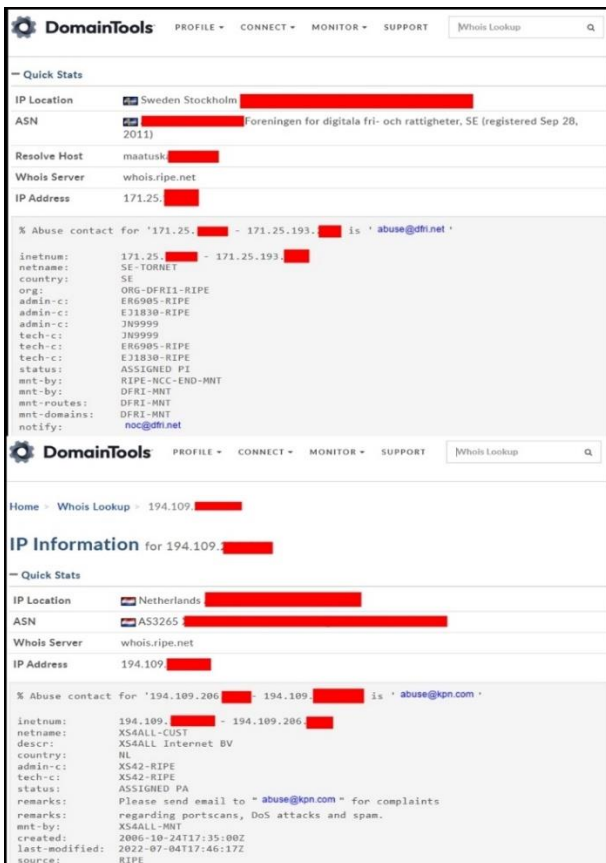 DomainTools PROFILE CONNECT MONITOR SUPPORT Whois Lookup
– Quick Stats
IP Location Sweden Stockholm
ASN Foreningen for digitala fri- och rattigheter, SE (registered Sep 28,
2011)
Resolve Host maatusk
Whois Server whois.ripe.net
IP Address 171.25.
% Abuse contact for '171.25. - 171.25.193. is ' abuse@dfri.net '
inetnum: 171.25. - 171.25.193.
netname: SE-TORNET
country: SE
org: ORG-DFRI1-RIPE
admin-c: ER6905-RIPE
admin-c: EJ1830-RIPE
admin-c: JN9999
tech-c: JN9999
tech-c: ER6905-RIPE
tech-c: EJ1830-RIPE
status: ASSIGNED PI
mnt-by: RIPE-NCC-END-MNT
mnt-by: DFRI-MNT
mnt-routes: DFRI-MNT
mnt-domains: DFRI-MNT
notify: noc@dfri.net
DomainTools PROFILE CONNECT MONITOR SUPPORT Whois Lookup
Home > Whois Lookup > 194.109.
IP Information for 194.109.
– Quick Stats
IP Location Netherlands
ASN AS3265
Whois Server whois.ripe.net
IP Address 194.109.
% Abuse contact for '194.109.206 - 194.109. is ' abuse@kpn.com '
inetnum: 194.109. - 194.109.206.
netname: XS4ALL-CUST
descr: XS4ALL Internet BV
country: NL
admin-c: XS42-RIPE
tech-c: XS42-RIPE
status: ASSIGNED PA
remarks: Please send email to " abuse@kpn.com " for complaints
remarks: regarding portscans, DoS attacks and spam.
mnt-by: XS4ALL-MNT
created: 2006-10-24T17:35:00Z
last-modified: 2022-07-04T17:46:17Z
source: RIPE